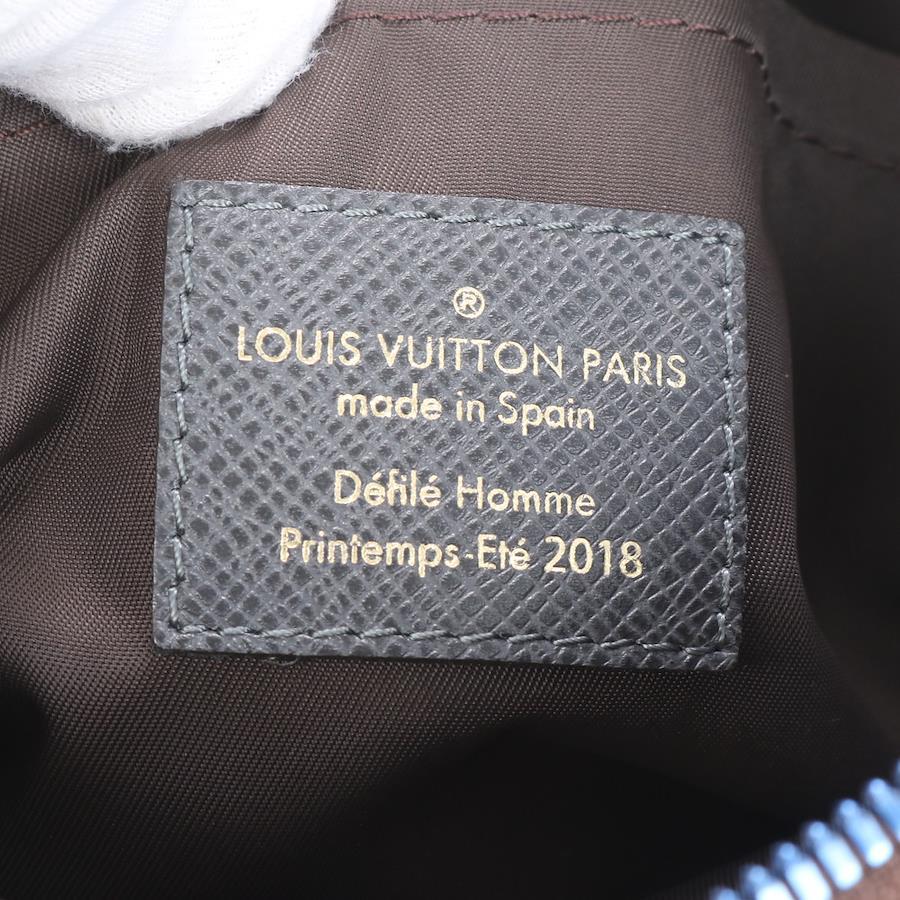 ®
LOUIS VUITTON PARIS
made in Spain
Défilé Homme
Printemps-Eté 2018